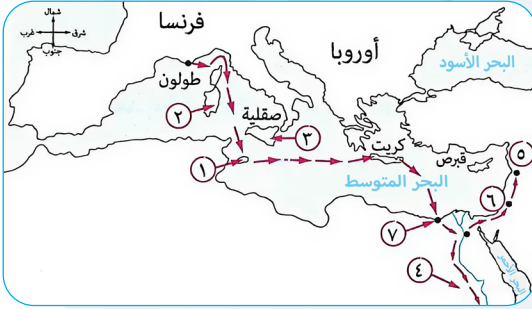 شمال
شرق
غرب
جنوب
فرنسا
أوروبا
البحر الأسود
طولون
٢
صقلية
٣
كريت
قبرص
٥
١
البحر المتوسط
٦
٧
٤
البحر الأحمر